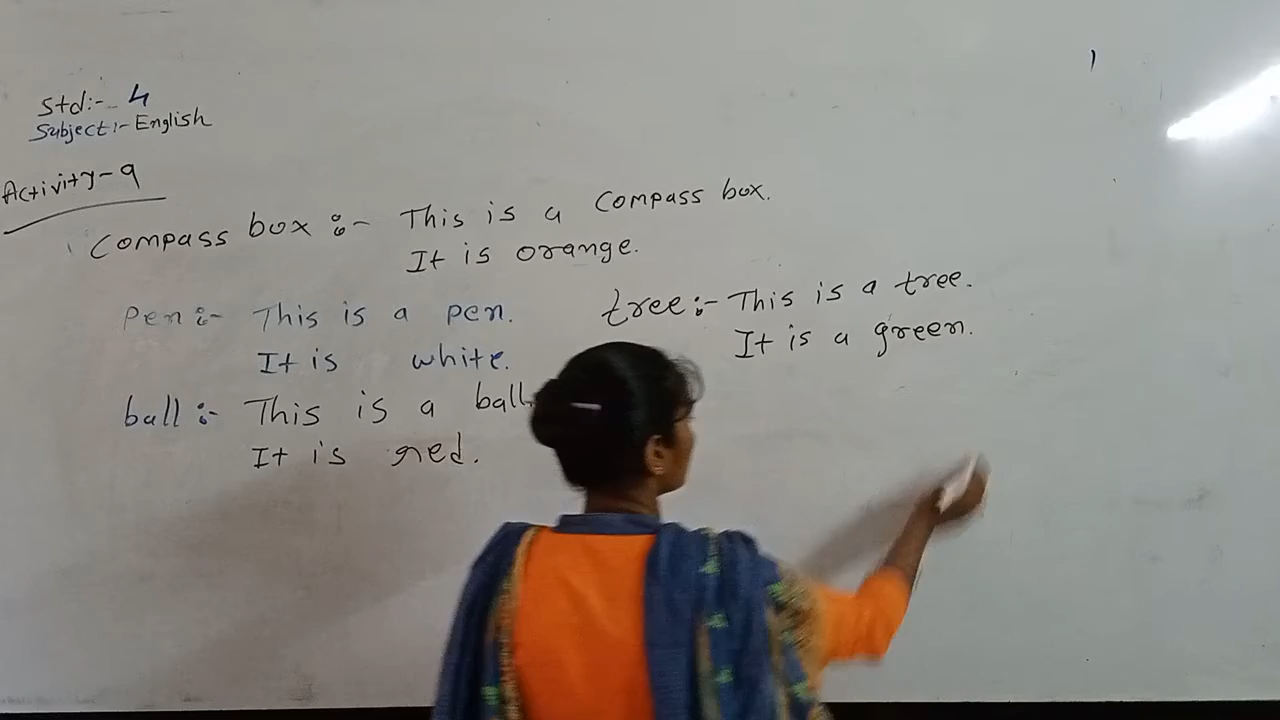 Std:- 4
Subject:- English
Activity-9
Compass box :- This is a Compass box.
It is orange.
Pen :- This is a pen.
It is white.
ball :- This is a ball.
It is red.
tree :- This is a tree.
It is a green.